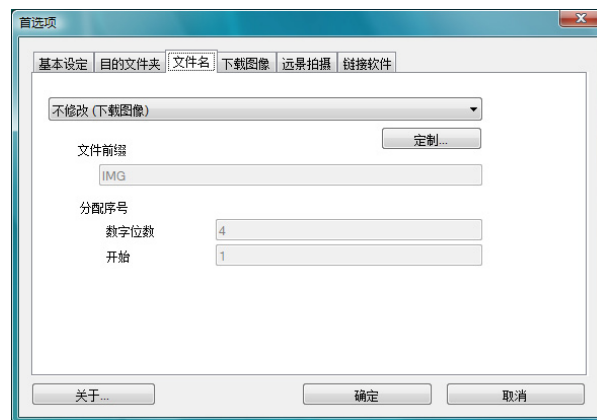 首选项
基本设定 目的文件夹 文件名 下载图像 远景拍摄 链接软件
不修改 (下载图像)
定制...
文件前缀
IMG
分配序号
数字位数 4
开始 1
关于... 确定 取消